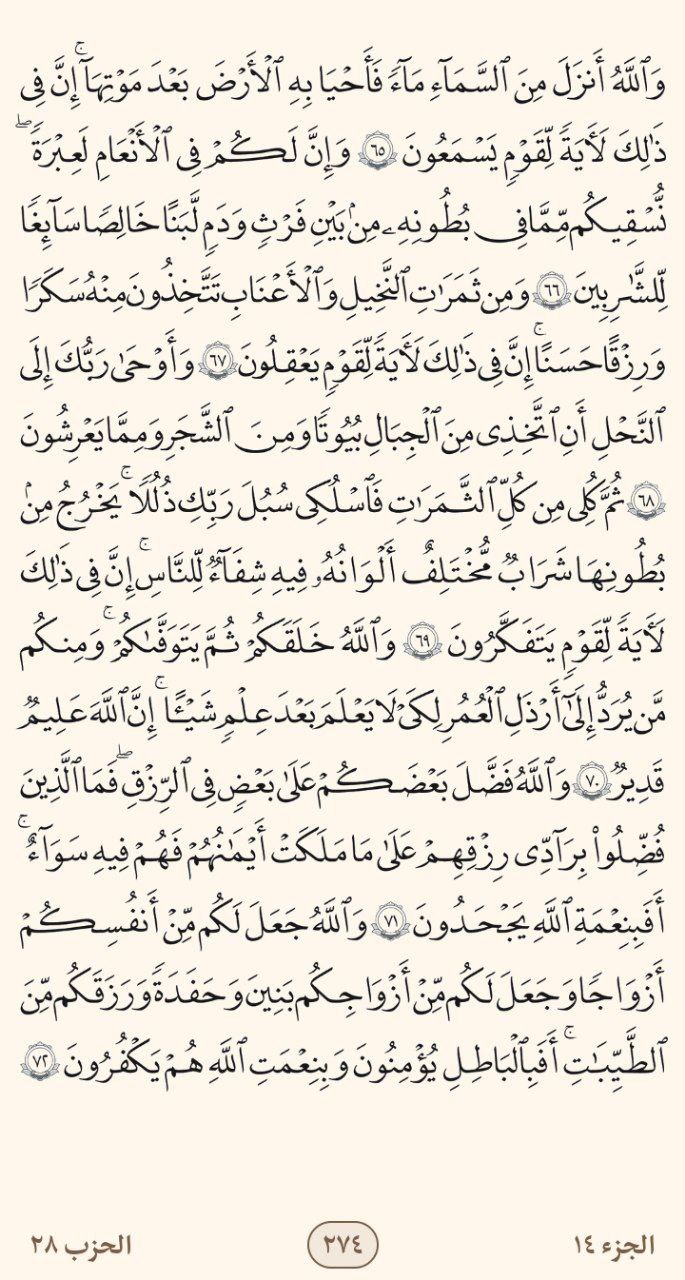 وَٱللَّهُ أَنزَلَ مِنَ ٱلسَّمَآءِ مَآءٗ فَأَحۡيَا بِهِ ٱلۡأَرۡضَ بَعۡدَ مَوۡتِهَآۚ إِنَّ فِي
ذَٰلِكَ لَأٓيَةٗ لِّقَوۡمٖ يَسۡمَعُونَ ٦٥ وَإِنَّ لَكُمۡ فِي ٱلۡأَنۡعَٰمِ لَعِبۡرَةٗۖ
نُّسۡقِيكُم مِّمَّا فِي بُطُونِهِۦ مِنۢ بَيۡنِ فَرۡثٖ وَدَمٖ لَّبَنًا خَالِصٗا سَآئِغٗا
لِّلشَّٰرِبِينَ ٦٦ وَمِن ثَمَرَٰتِ ٱلنَّخِيلِ وَٱلۡأَعۡنَٰبِ تَتَّخِذُونَ مِنۡهُ سَكَرٗا
وَرِزۡقًا حَسَنًاۚ إِنَّ فِي ذَٰلِكَ لَأٓيَةٗ لِّقَوۡمٖ يَعۡقِلُونَ ٦٧ وَأَوۡحَىٰ رَبُّكَ إِلَى
ٱلنَّحۡلِ أَنِ ٱتَّخِذِي مِنَ ٱلۡجِبَالِ بُيُوتٗا وَمِنَ ٱلشَّجَرِ وَمِمَّا يَعۡرِشُونَ
٦٨ ثُمَّ كُلِي مِن كُلِّ ٱلثَّمَرَٰتِ فَٱسۡلُكِي سُبُلَ رَبِّكِ ذُلُلٗاۚ يَخۡرُجُ مِنۢ
بُطُونِهَا شَرَابٞ مُّخۡتَلِفٌ أَلۡوَٰنُهُۥ فِيهِ شِفَآءٞ لِّلنَّاسِۚ إِنَّ فِي ذَٰلِكَ
لَأٓيَةٗ لِّقَوۡمٖ يَتَفَكَّرُونَ ٦٩ وَٱللَّهُ خَلَقَكُمۡ ثُمَّ يَتَوَفَّىٰكُمۡۚ وَمِنكُم
مَّن يُرَدُّ إِلَىٰٓ أَرۡذَلِ ٱلۡعُمُرِ لِكَيۡ لَا يَعۡلَمَ بَعۡدَ عِلۡمٖ شَيۡـًٔاۚ إِنَّ ٱللَّهَ عَلِيمٞ
قَدِيرٞ ٧٠ وَٱللَّهُ فَضَّلَ بَعۡضَكُمۡ عَلَىٰ بَعۡضٖ فِي ٱلرِّزۡقِۚ فَمَا ٱلَّذِينَ
فُضِّلُواْ بِرَآدِّي رِزۡقِهِمۡ عَلَىٰ مَا مَلَكَتۡ أَيۡمَٰنُهُمۡ فَهُمۡ فِيهِ سَوَآءٌۚ
أَفَبِنِعۡمَةِ ٱللَّهِ يَجۡحَدُونَ ٧١ وَٱللَّهُ جَعَلَ لَكُم مِّنۡ أَنفُسِكُمۡ
أَزۡوَٰجٗا وَجَعَلَ لَكُم مِّنۡ أَزۡوَٰجِكُم بَنِينَ وَحَفَدَةٗ وَرَزَقَكُم مِّنَ
ٱلطَّيِّبَٰتِۚ أَفَبِٱلۡبَٰطِلِ يُؤۡمِنُونَ وَبِنِعۡمَتِ ٱللَّهِ هُمۡ يَكۡفُرُونَ ٧٢
الجزء ١٤ ٢٧٤ الحزب ٢٨